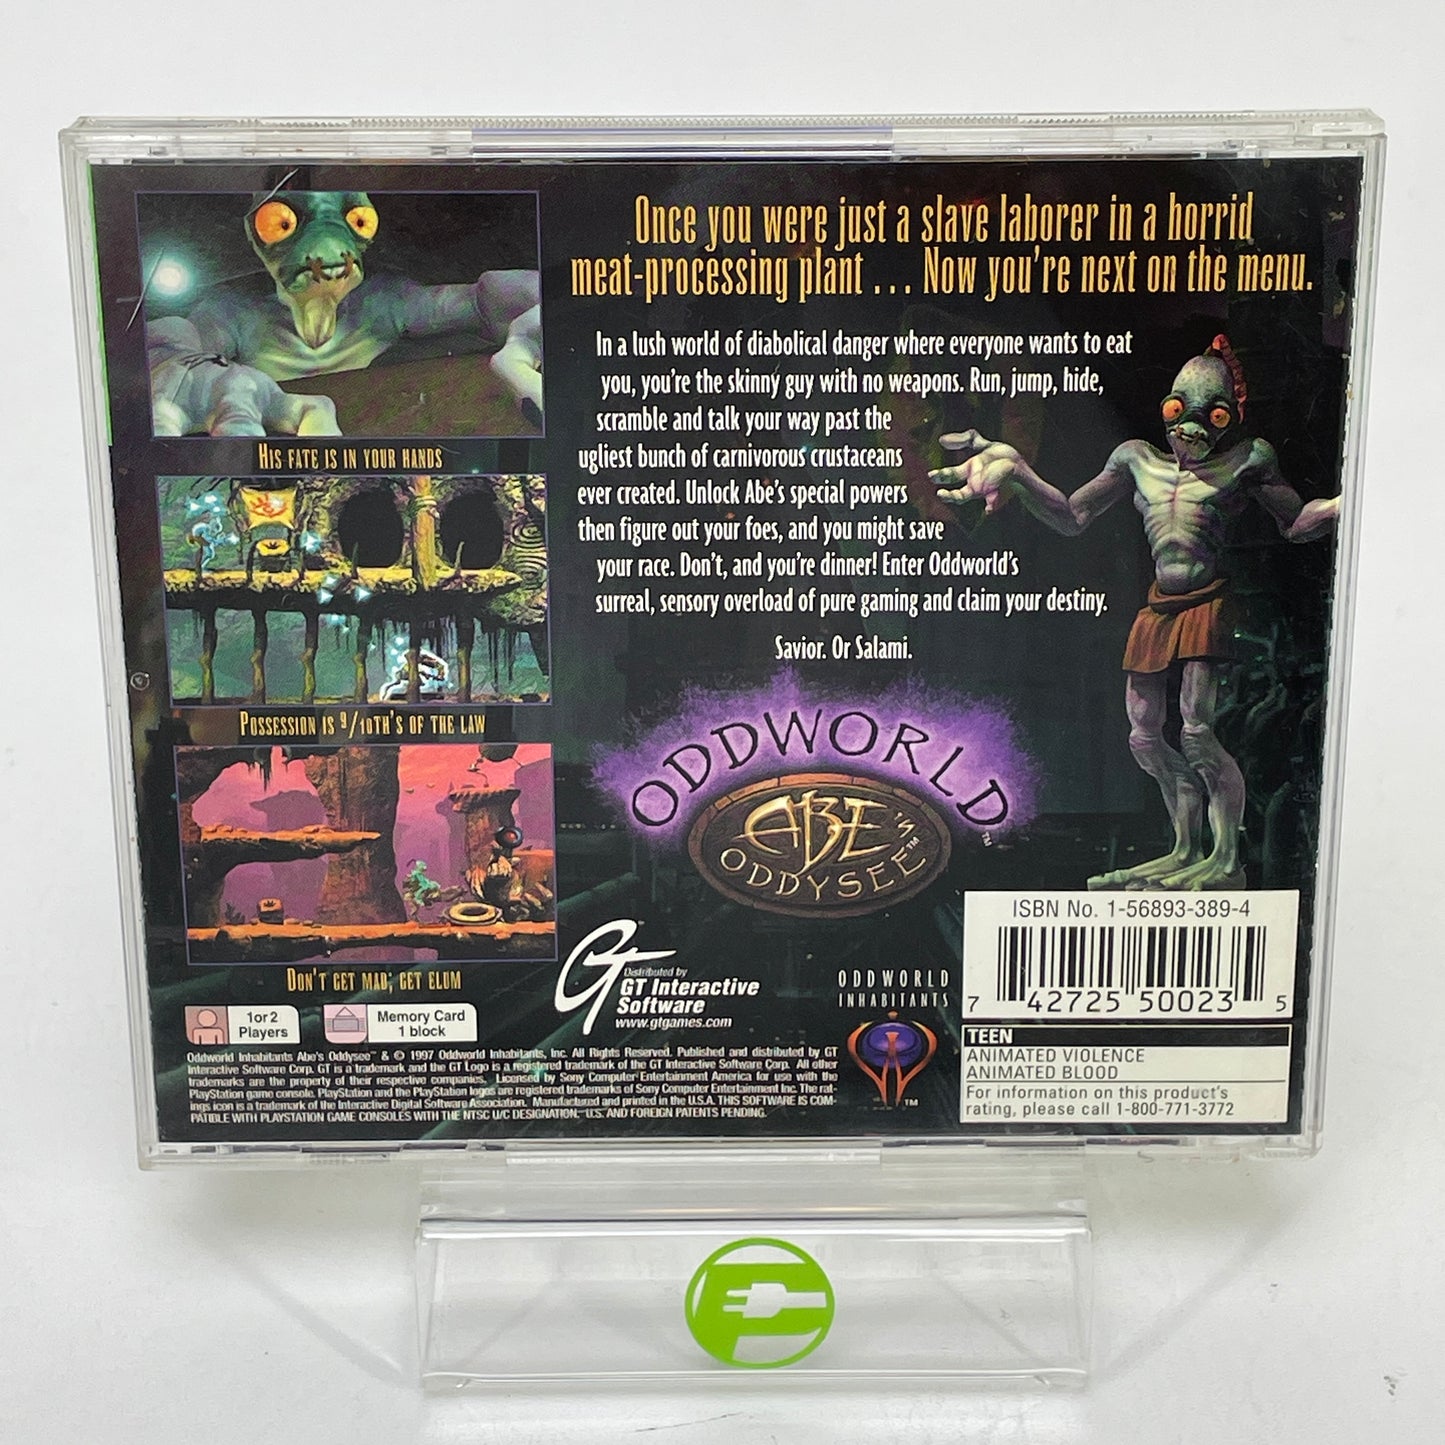 Once you were just a slave laborer in a horrid
meat-processing plant . . . Now you're next on the menu.
In a lush world of diabolical danger where everyone wants to eat
you, you're the skinny guy with no weapons. Run, jump, hide,
scramble and talk your way past the
ugliest bunch of carnivorous crustaceans
ever created. Unlock Abe's special powers
then figure out your foes, and you might save
your race. Don't, and you're dinner! Enter Oddworld's
surreal, sensory overload of pure gaming and claim your destiny.
Savior. Or Salami.
HIS FATE IS IN YOUR HANDS
POSSESSION IS 9/10TH'S OF THE LAW
DON'T GET MAD; GET ELUM
ODDWORLD™
ABE'S
ODDYSEE™
1 or 2
Players
Memory Card
1 block
GT
Distributed by
GT Interactive
Software
www.gtgames.com
ODDWORLD
INHABITANTS
TM
ISBN No. 1-56893-389-4
7 42725 50023 5
TEEN
ANIMATED VIOLENCE
ANIMATED BLOOD
For information on this product's
rating, please call 1-800-771-3772
Oddworld Inhabitants Abe's Oddysee™ & © 1997 Oddworld Inhabitants, Inc. All Rights Reserved. Published and distributed by GT
Interactive Software Corp. GT is a trademark and the GT Logo is a registered trademark of the GT Interactive Software Corp. All other
trademarks are the property of their respective companies. Licensed by Sony Computer Entertainment America for use with the
PlayStation game console. PlayStation and the PlayStation logos are registered trademarks of Sony Computer Entertainment Inc. The rat-
ings icon is a trademark of the Interactive Digital Software Association. Manufactured and printed in the U.S.A. THIS SOFTWARE IS COM-
PATIBLE WITH PLAYSTATION GAME CONSOLES WITH THE NTSC U/C DESIGNATION. U.S. AND FOREIGN PATENTS PENDING.